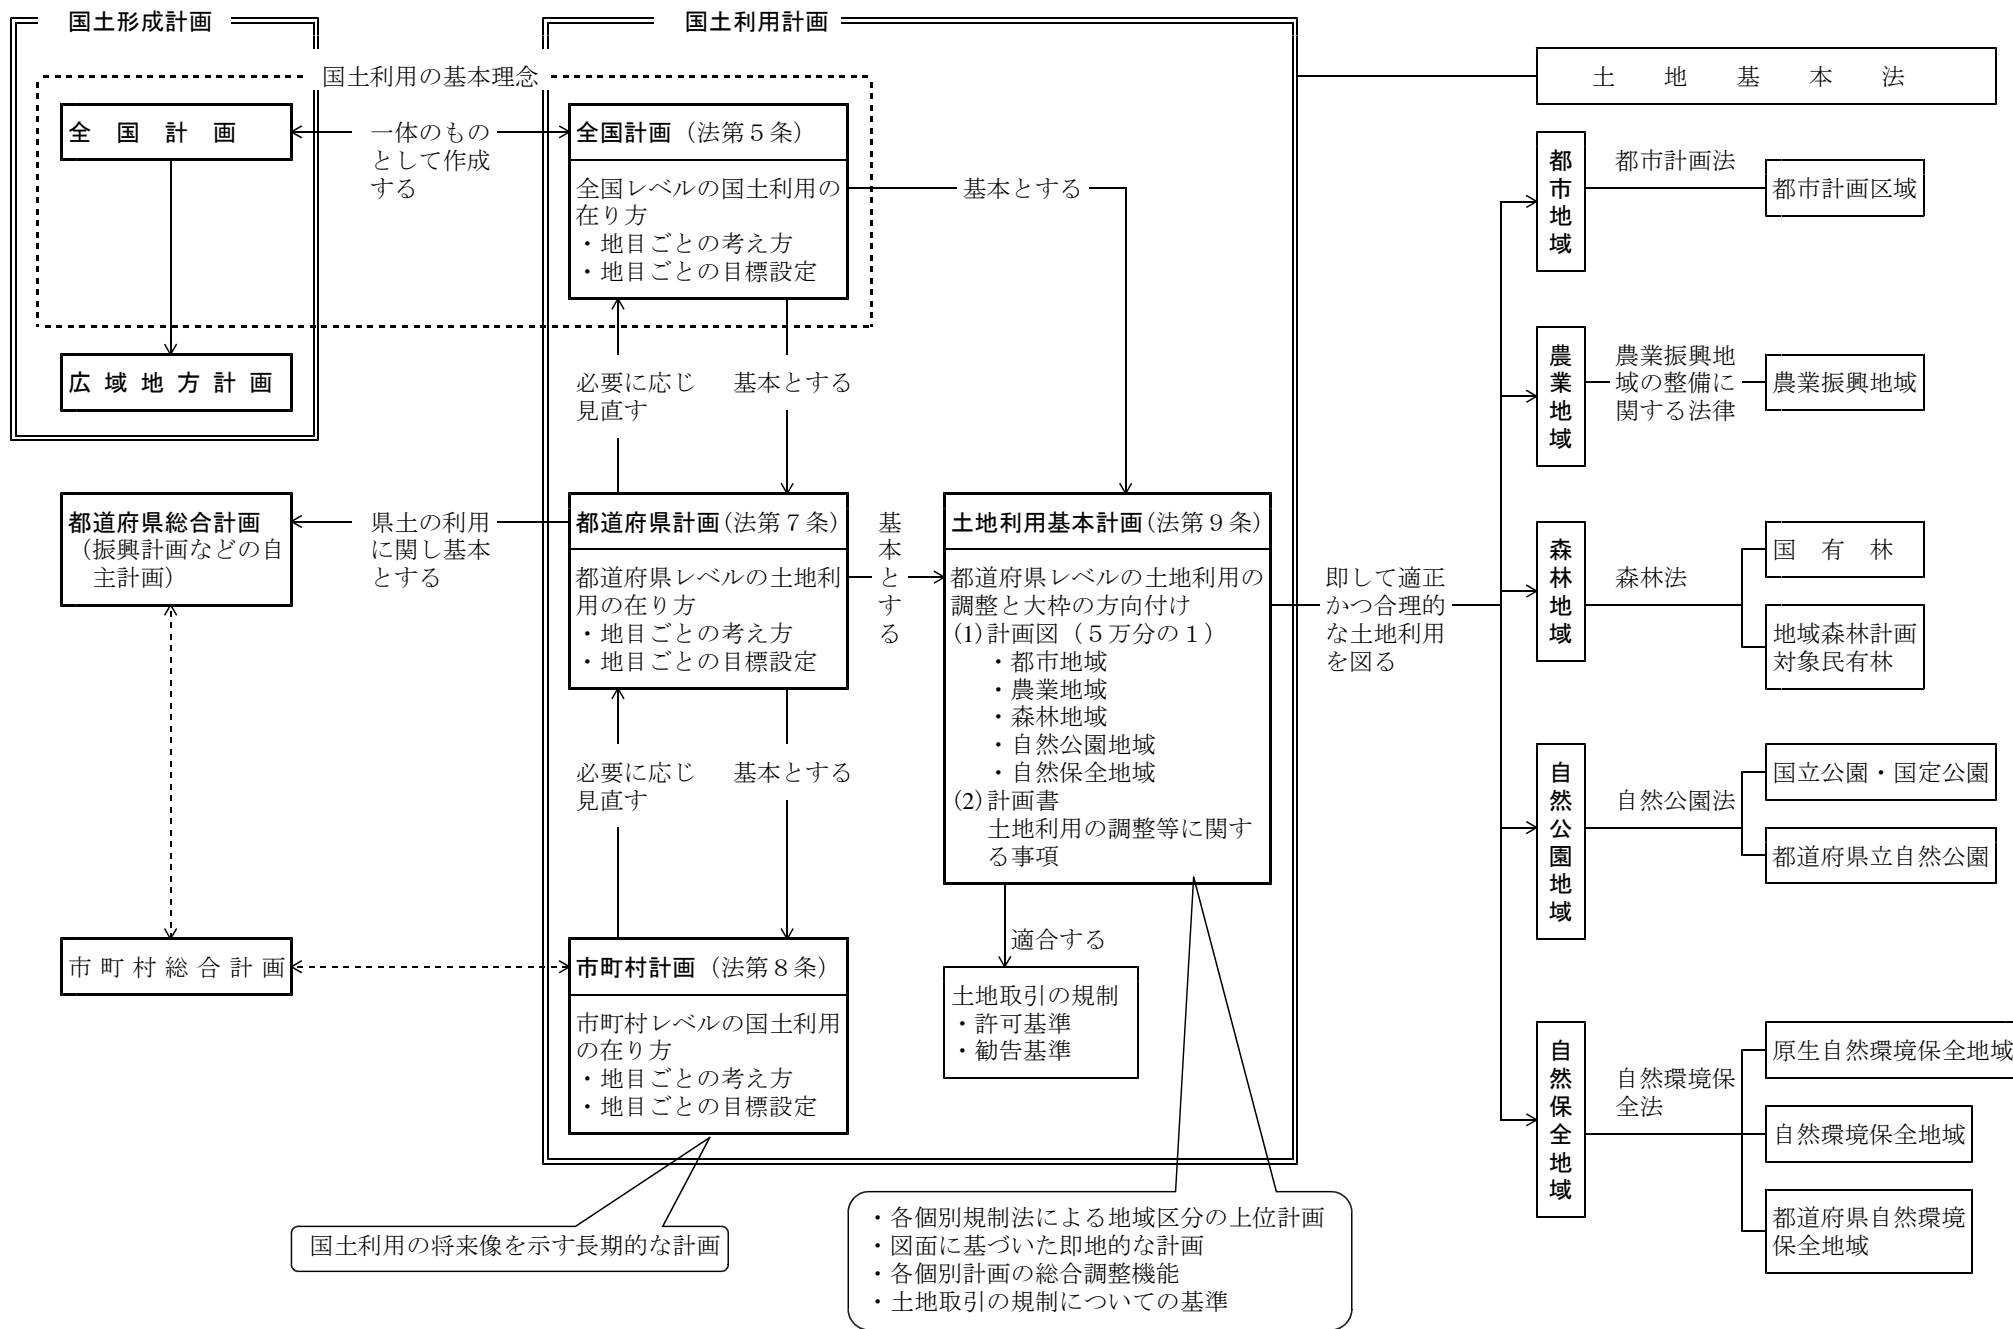 国土形成計画
国土利用計画
国土利用の基本理念
土地基本法
全国計画
一体のもの
として作成
する
全国計画（法第５条）
全国レベルの国土利用の
在り方
・地目ごとの考え方
・地目ごとの目標設定
基本とする
広域地方計画
必要に応じ
見直す
基本とする
都道府県総合計画
（振興計画などの自
主計画）
県土の利用
に関し基本
とする
都道府県計画（法第７条）
都道府県レベルの土地利
用の在り方
・地目ごとの考え方
・地目ごとの目標設定
基本とする
土地利用基本計画（法第９条）
都道府県レベルの土地利用の
調整と大枠の方向付け
(1)計画図（５万分の１）
・都市地域
・農業地域
・森林地域
・自然公園地域
・自然保全地域
(2)計画書
土地利用の調整等に関す
る事項
即して適正
かつ合理的
な土地利用
を図る
必要に応じ
見直す
基本とする
市町村総合計画
市町村計画（法第８条）
市町村レベルの国土利用
の在り方
・地目ごとの考え方
・地目ごとの目標設定
適合する
土地取引の規制
・許可基準
・勧告基準
国土利用の将来像を示す長期的な計画
・各個別規制法による地域区分の上位計画
・図面に基づいた即地的な計画
・各個別計画の総合調整機能
・土地取引の規制についての基準
都市地域
都市計画法
都市計画区域
農業地域
農業振興地
域の整備に
関する法律
農業振興地域
森林地域
森林法
国有林
地域森林計画
対象民有林
自然公園地域
自然公園法
国立公園・国定公園
都道府県立自然公園
自然保全地域
自然環境保
全法
原生自然環境保全地域
自然環境保全地域
都道府県自然環境
保全地域